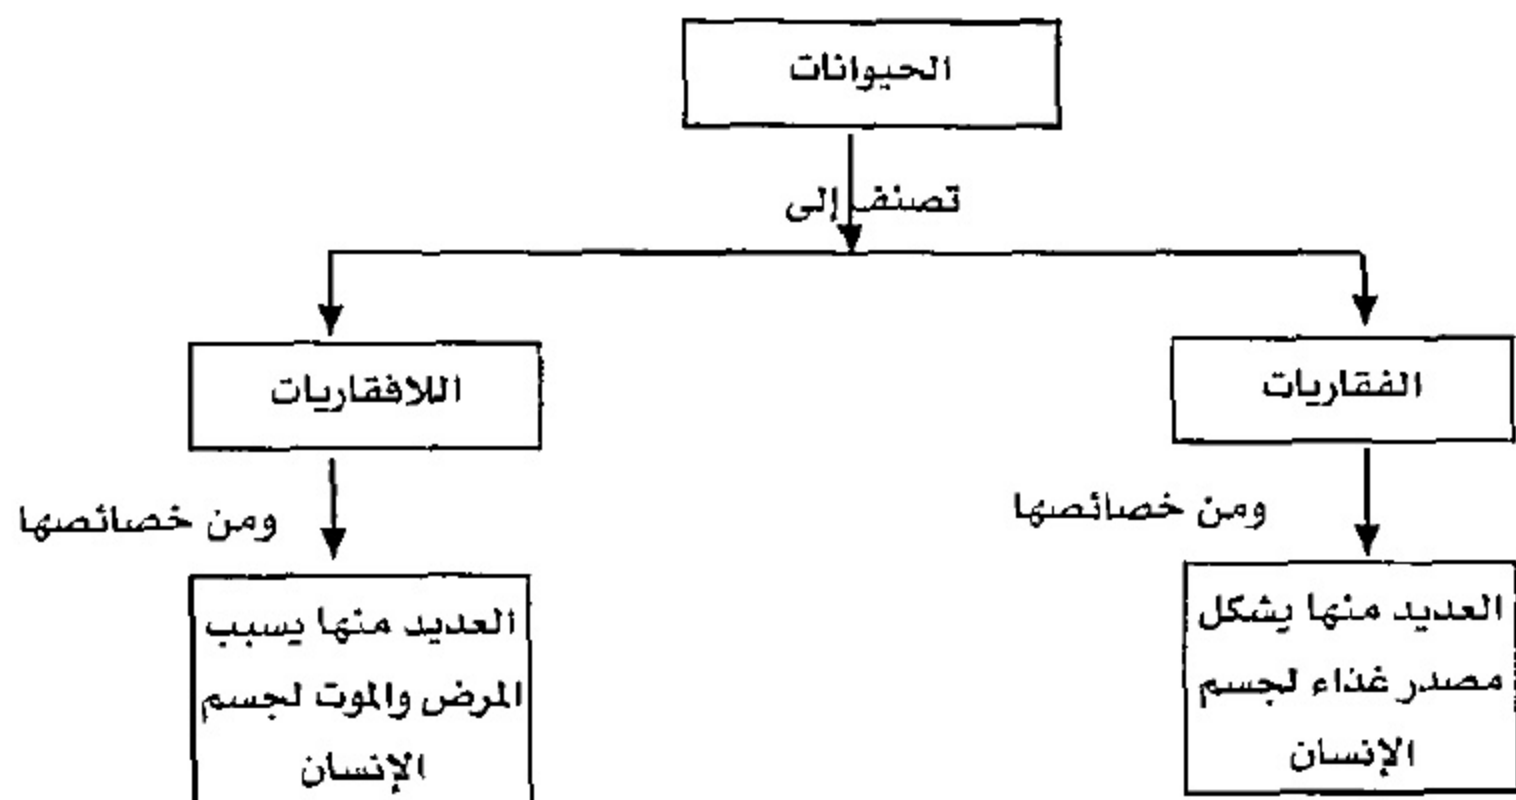 الحيوانات
تصنف إلى
الفقاريات
اللافقاريات
ومن خصائصها
ومن خصائصها
العديد منها يشكل
مصدر غذاء لجسم
الإنسان
العديد منها يسبب
المرض والموت لجسم
الإنسان